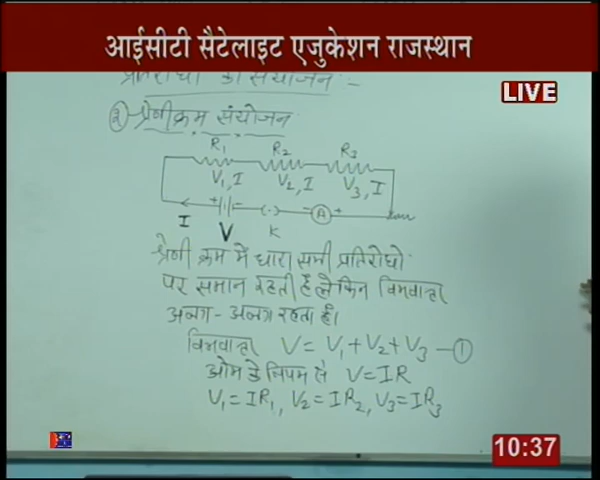 आईसीटी सैटेलाइट एजुकेशन राजस्थान
LIVE
प्रतिरोधों का संयोजन :-
श्रेणीक्रम संयोजन
R1 R2 R3
V1, I V2, I V3, I
I + V K - A +
श्रेणी क्रम में धारा सभी प्रतिरोधों
पर समान रहती है लेकिन विभवान्तर
अलग-अलग रहता है।
विभवान्तर V = V1 + V2 + V3 - ①
ओम के नियम से V = IR
V1 = IR1, V2 = IR2, V3 = IR3
10:37